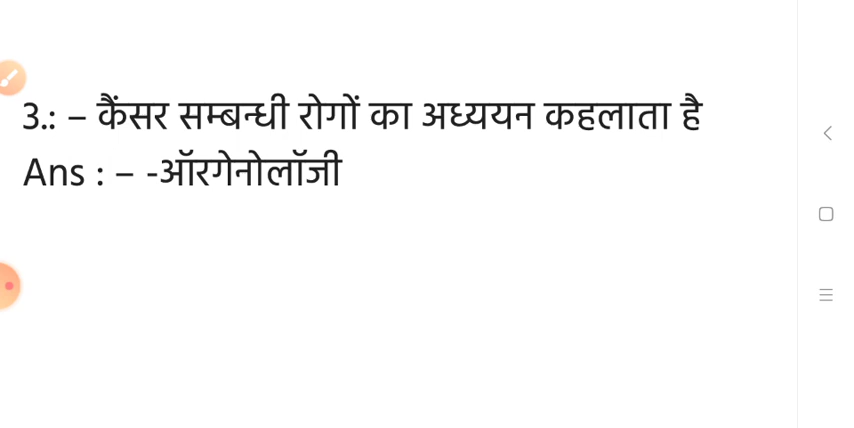 3.: – कैंसर सम्बन्धी रोगों का अध्ययन कहलाता है
Ans : – -ऑरगेनोलॉजी